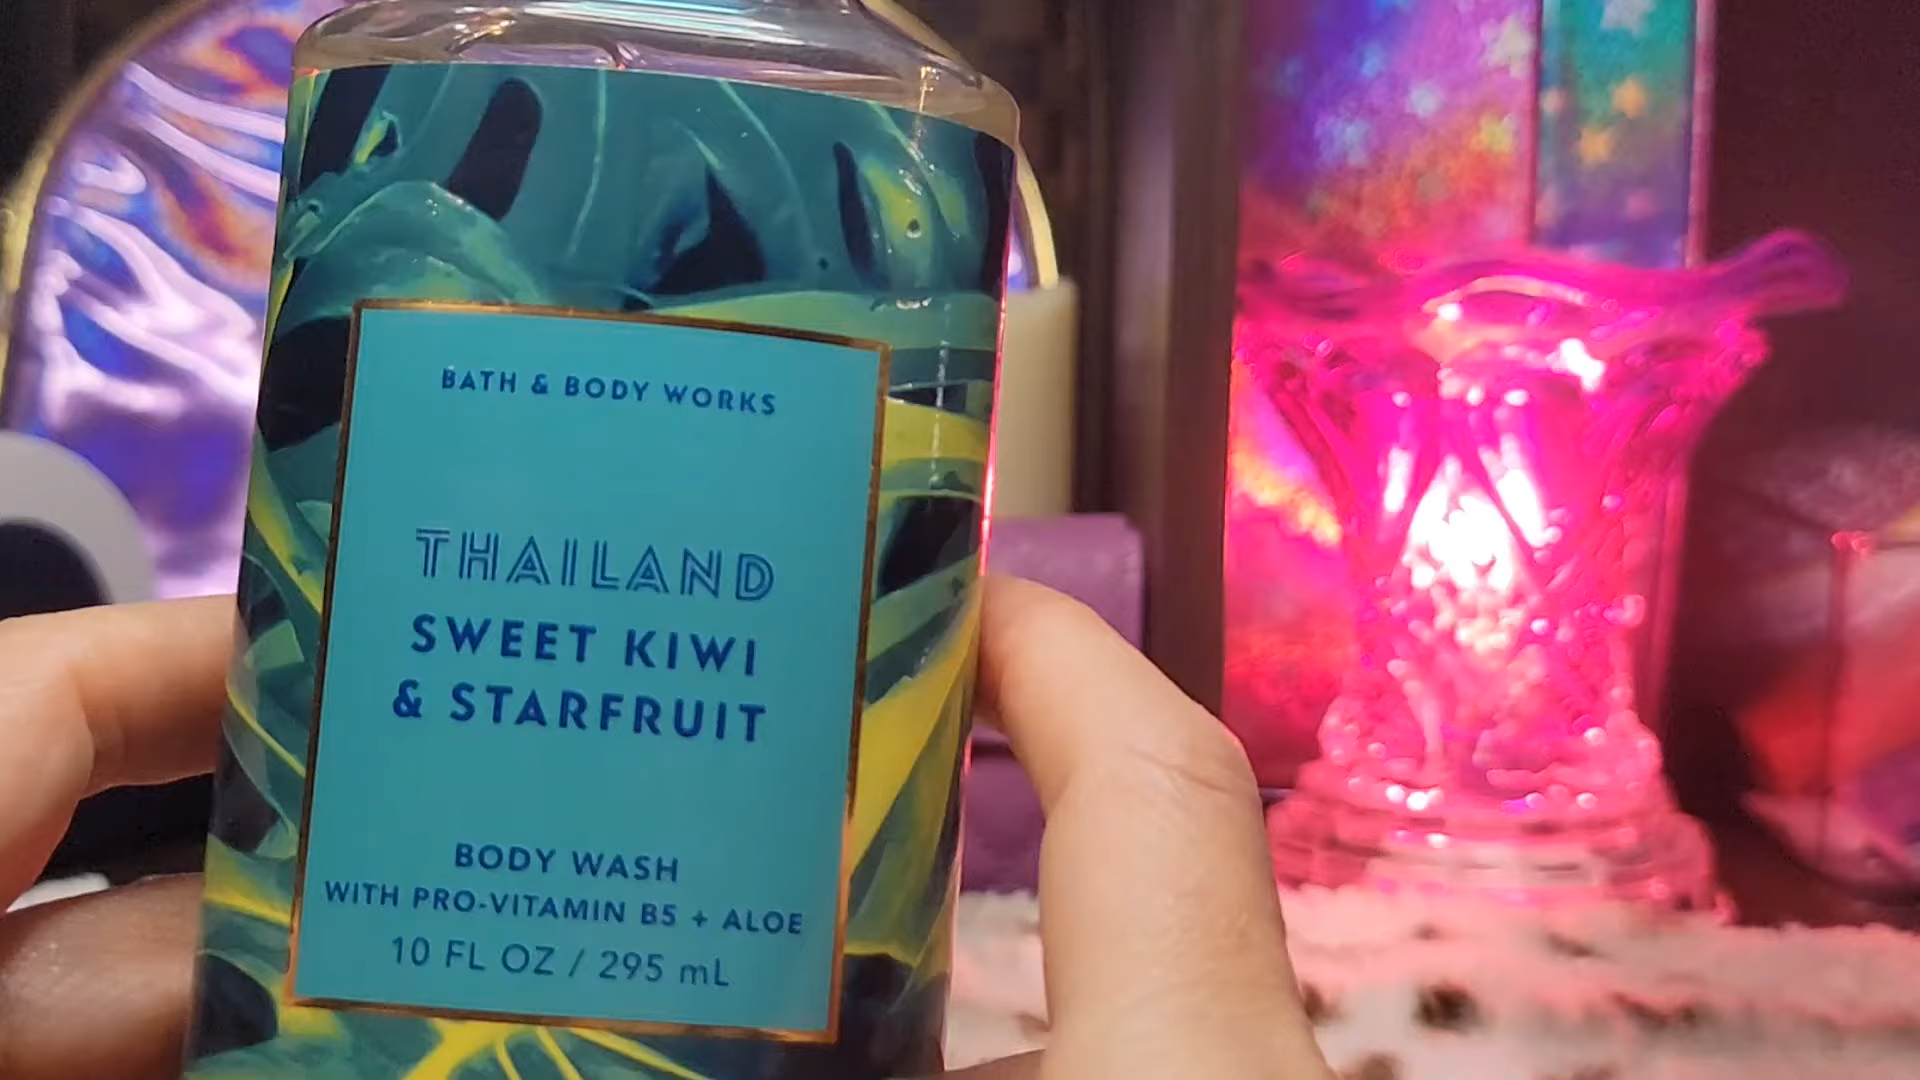 BATH & BODY WORKS
THAILAND
SWEET KIWI
& STARFRUIT
BODY WASH
WITH PRO-VITAMIN B5 + ALOE
10 FL OZ / 295 mL